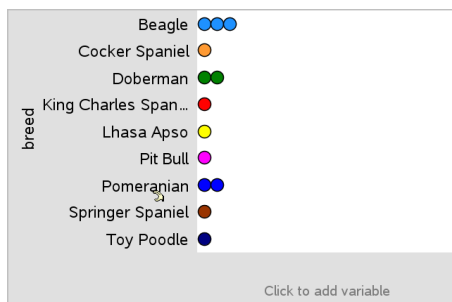 breed
Beagle
Cocker Spaniel
Doberman
King Charles Span...
Lhasa Apso
Pit Bull
Pomeranian
Springer Spaniel
Toy Poodle
Click to add variable